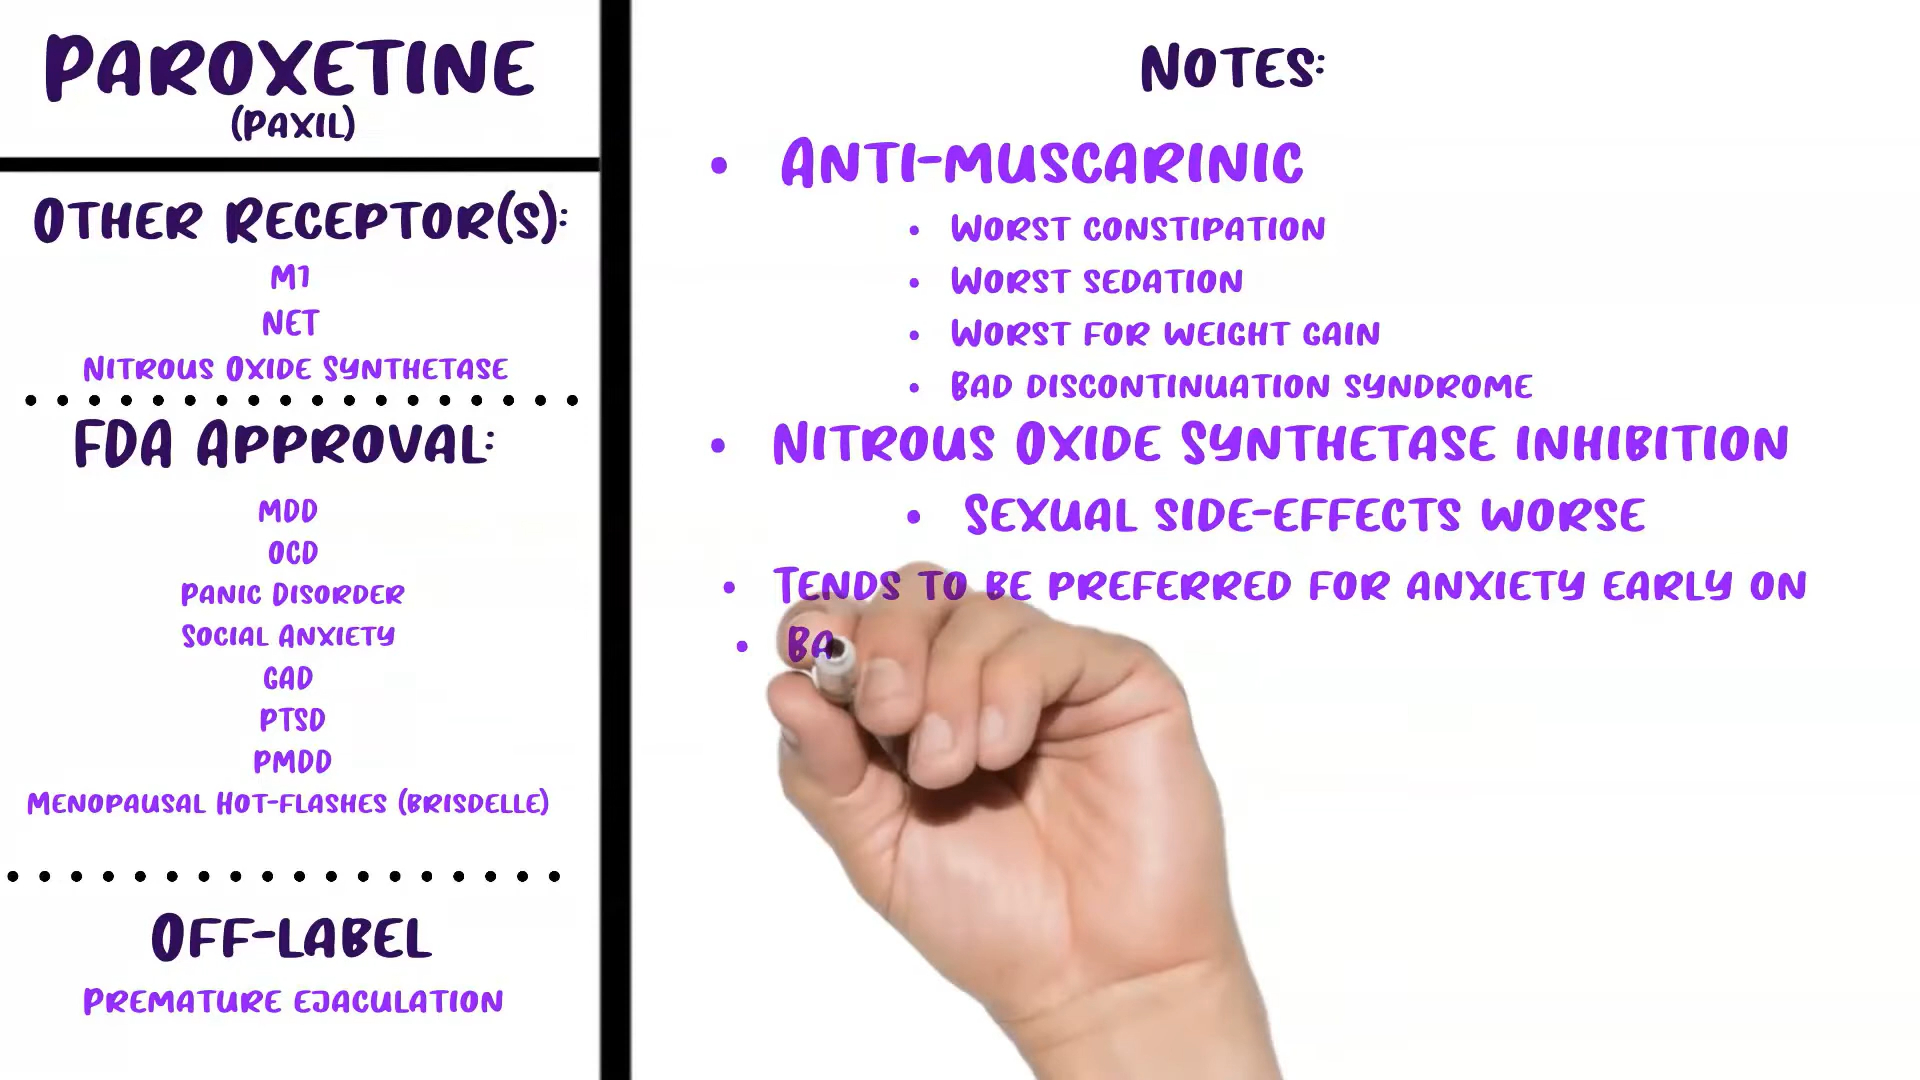 Paroxetine
(Paxil)
Other Receptor(s):
M1
NET
Nitrous Oxide Synthetase
FDA Approval:
MDD
OCD
Panic Disorder
Social Anxiety
GAD
PTSD
PMDD
Menopausal Hot-flashes (brisdelle)
Off-label
Premature ejaculation
Notes:
• Anti-muscarinic
• Worst constipation
• Worst sedation
• Worst for weight gain
• Bad discontinuation syndrome
• Nitrous Oxide Synthetase inhibition
• Sexual side-effects worse
• Tends to be preferred for anxiety early on
• Ba